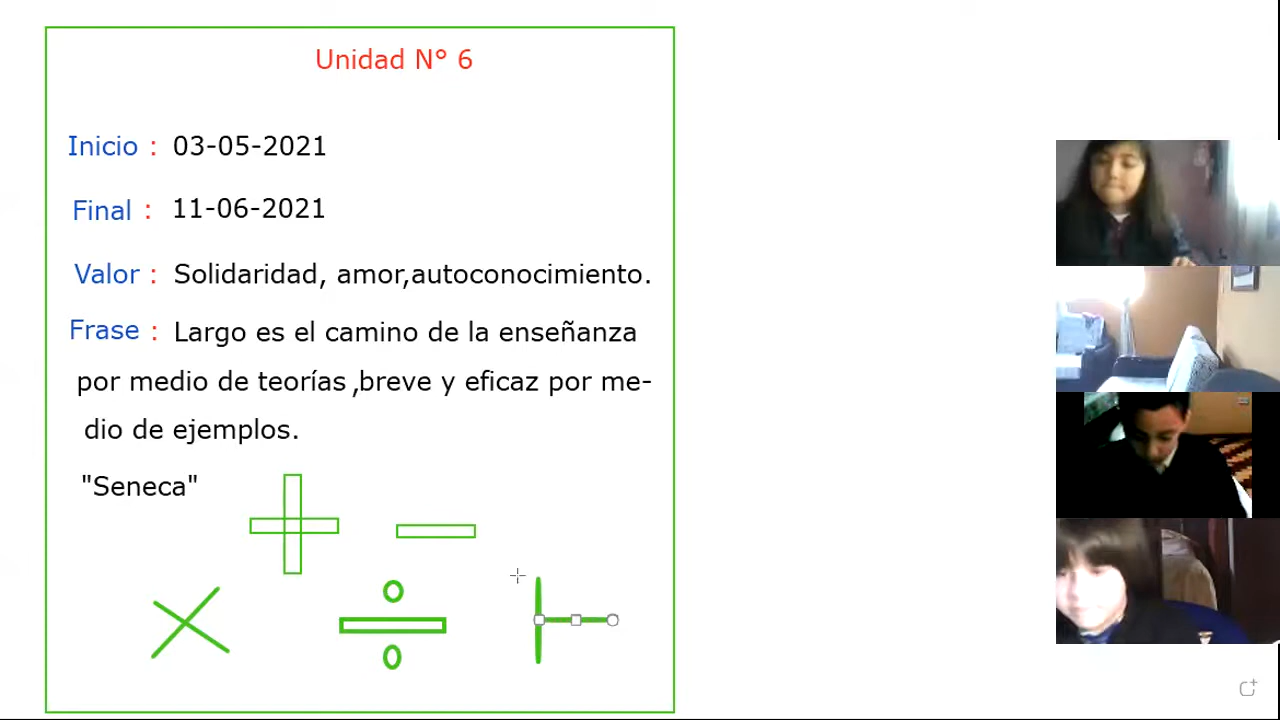 Unidad N° 6
Inicio : 03-05-2021
Final : 11-06-2021
Valor : Solidaridad, amor,autoconocimiento.
Frase : Largo es el camino de la enseñanza
por medio de teorías ,breve y eficaz por me-
dio de ejemplos.
"Seneca"